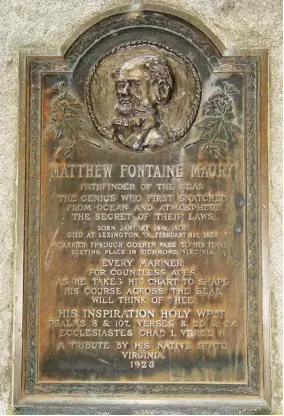 MATTHEW FONTAINE MAURY
PATHFINDER OF THE SEAS
THE GENIUS WHO FIRST SNATCHED
FROM OCEAN AND ATMOSPHERE
THE SECRET OF THEIR LAWS
BORN JANUARY 14TH, 1806
DIED AT LEXINGTON, VA., FEBRUARY 1ST, 1873
CARRIED THROUGH GOSHEN PASS TO HIS FINAL
RESTING PLACE IN RICHMOND, VIRGINIA
EVERY MARINER
FOR COUNTLESS AGES
AS HE TAKES HIS CHART TO SHAPE
HIS COURSE ACROSS THE SEAS,
WILL THINK OF THEE
HIS INSPIRATION HOLY WRIT
PSALMS 8 & 107, VERSES 8, 23 & 24
ECCLESIASTES CHAP. 1, VERSE 8
A TRIBUTE BY HIS NATIVE STATE
VIRGINIA
1923